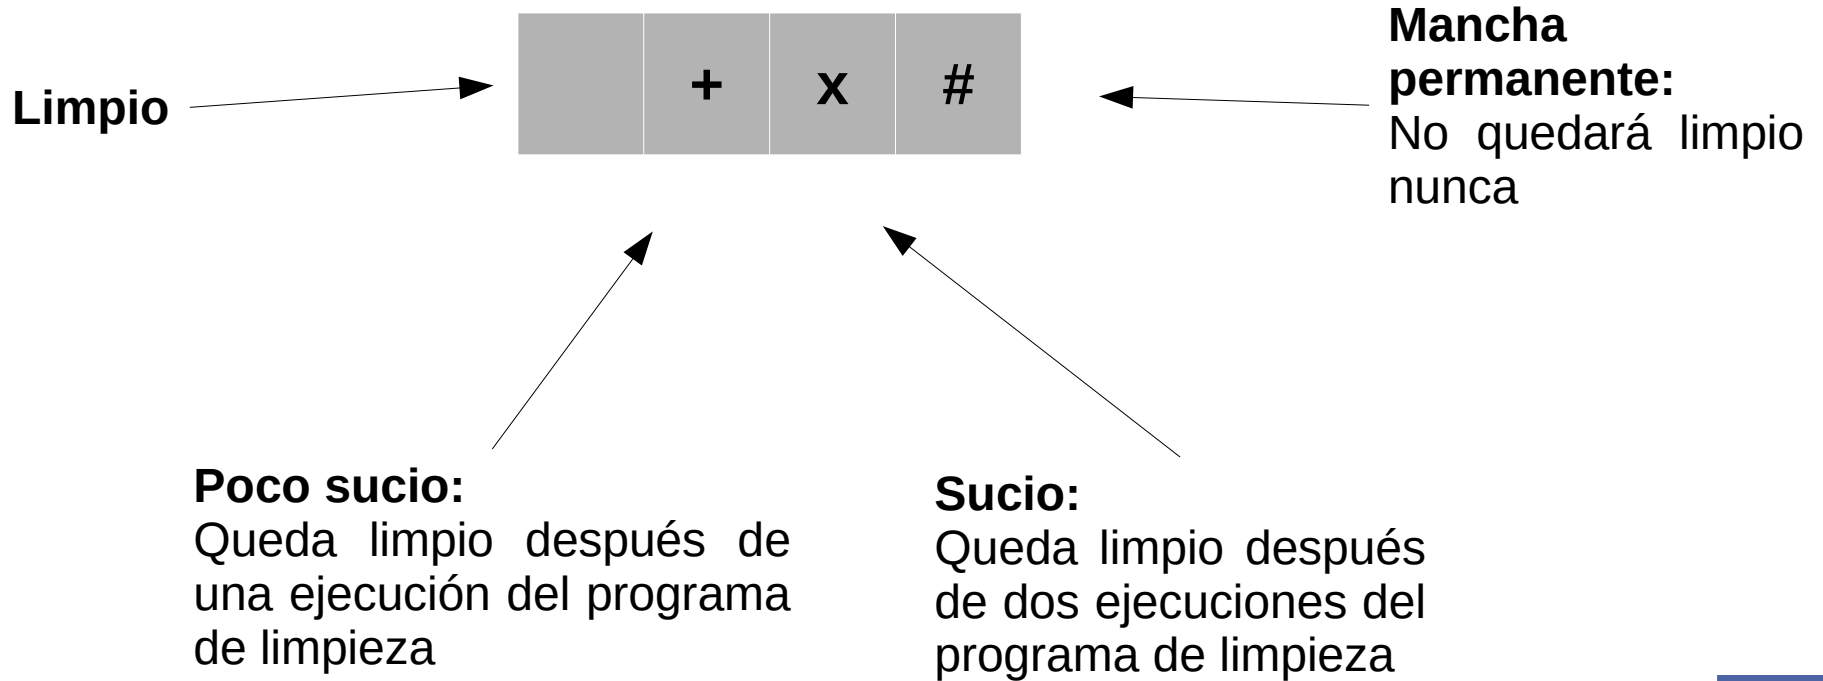 Limpio
+ x #
Mancha
permanente:
No quedará limpio
nunca
Poco sucio:
Queda limpio después de
una ejecución del programa
de limpieza
Sucio:
Queda limpio después
de dos ejecuciones del
programa de limpieza